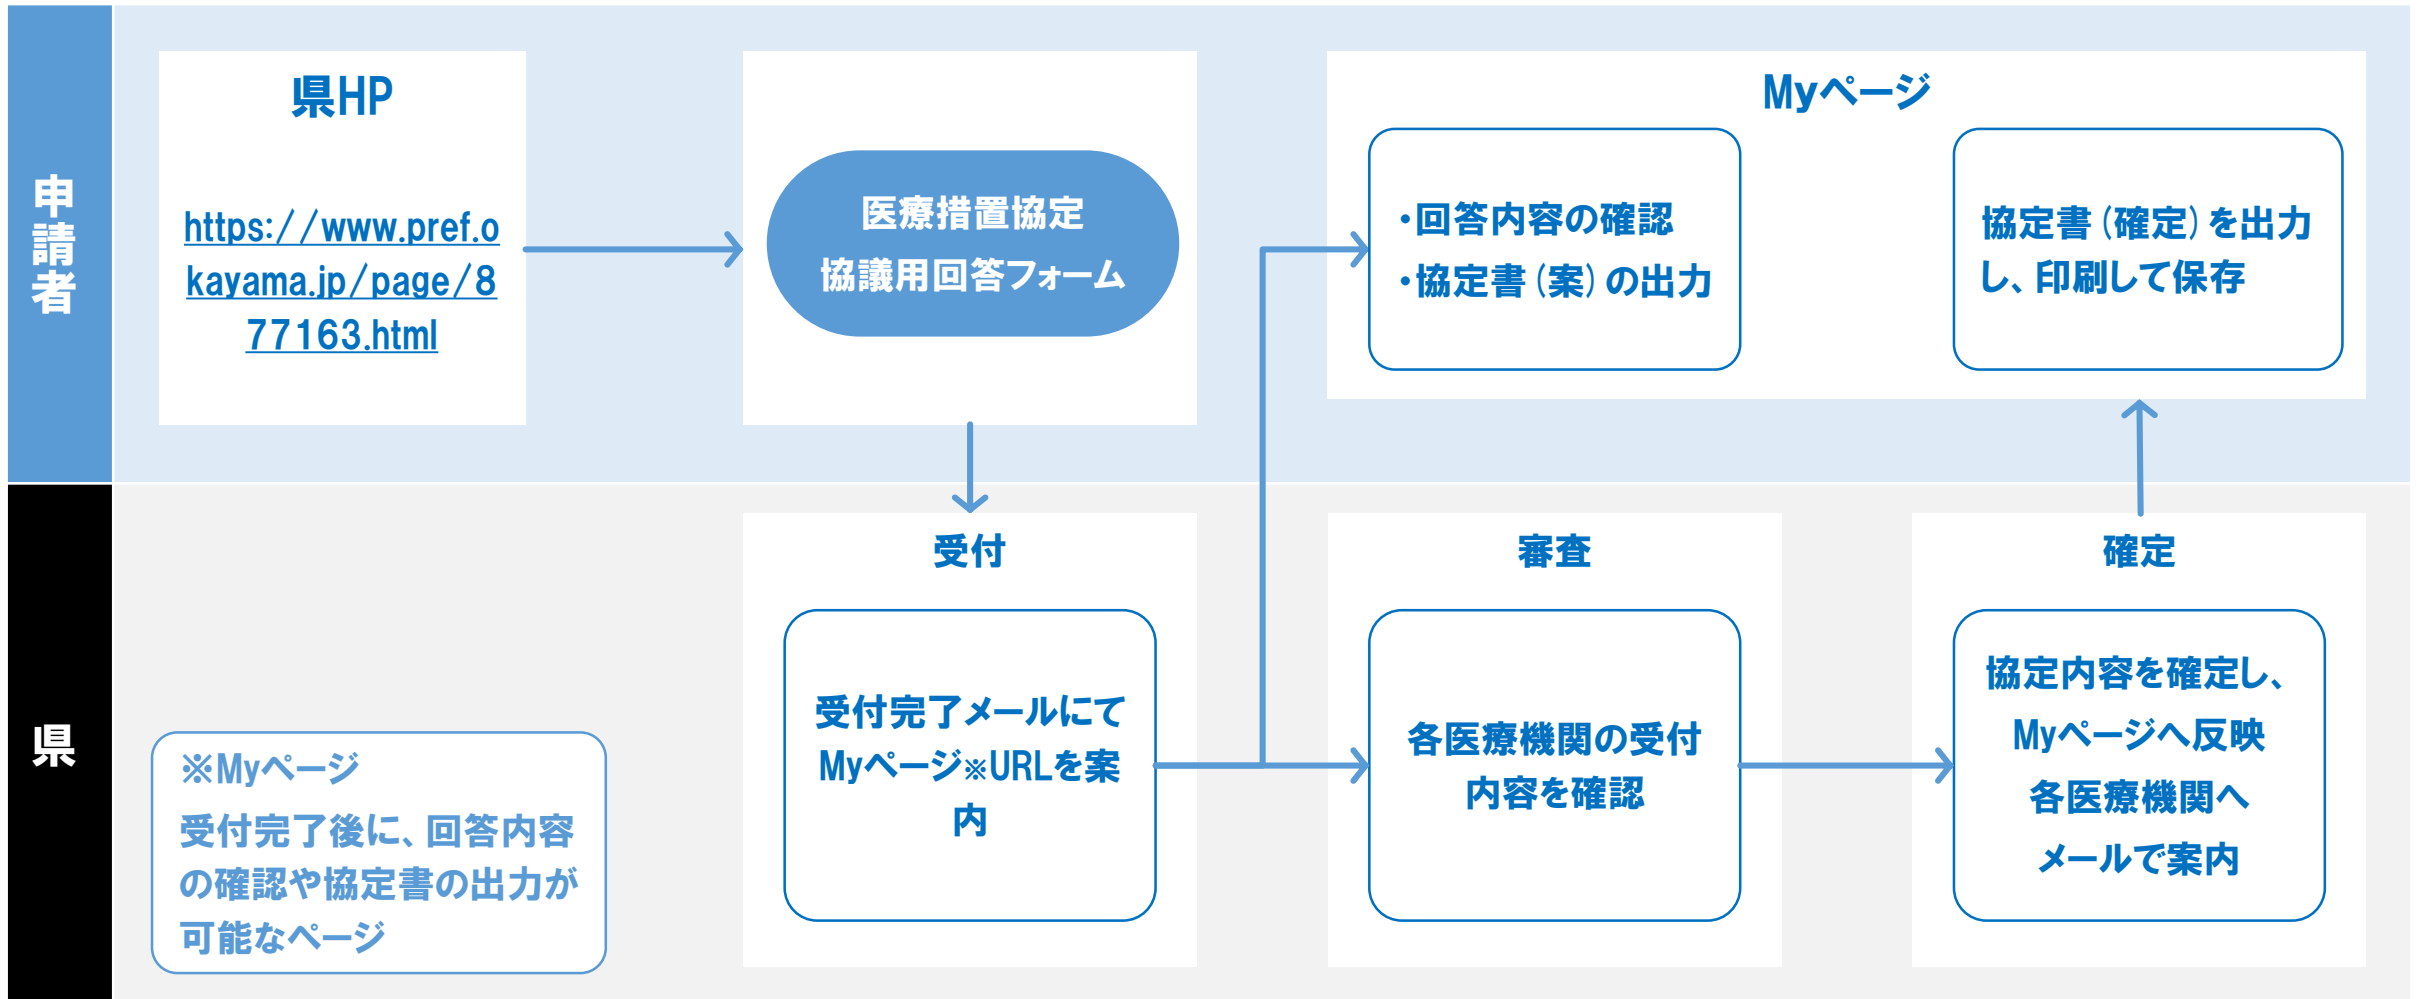 申請者
県HP
https://www.pref.o
kayama.jp/page/8
77163.html
医療措置協定
協議用回答フォーム
Myページ
・回答内容の確認
・協定書(案)の出力
協定書(確定)を出力
し、印刷して保存
県
※Myページ
受付完了後に、回答内容
の確認や協定書の出力が
可能なページ
受付
受付完了メールにて
Myページ※URLを案
内
審査
各医療機関の受付
内容を確認
確定
協定内容を確定し、
Myページへ反映
各医療機関へ
メールで案内